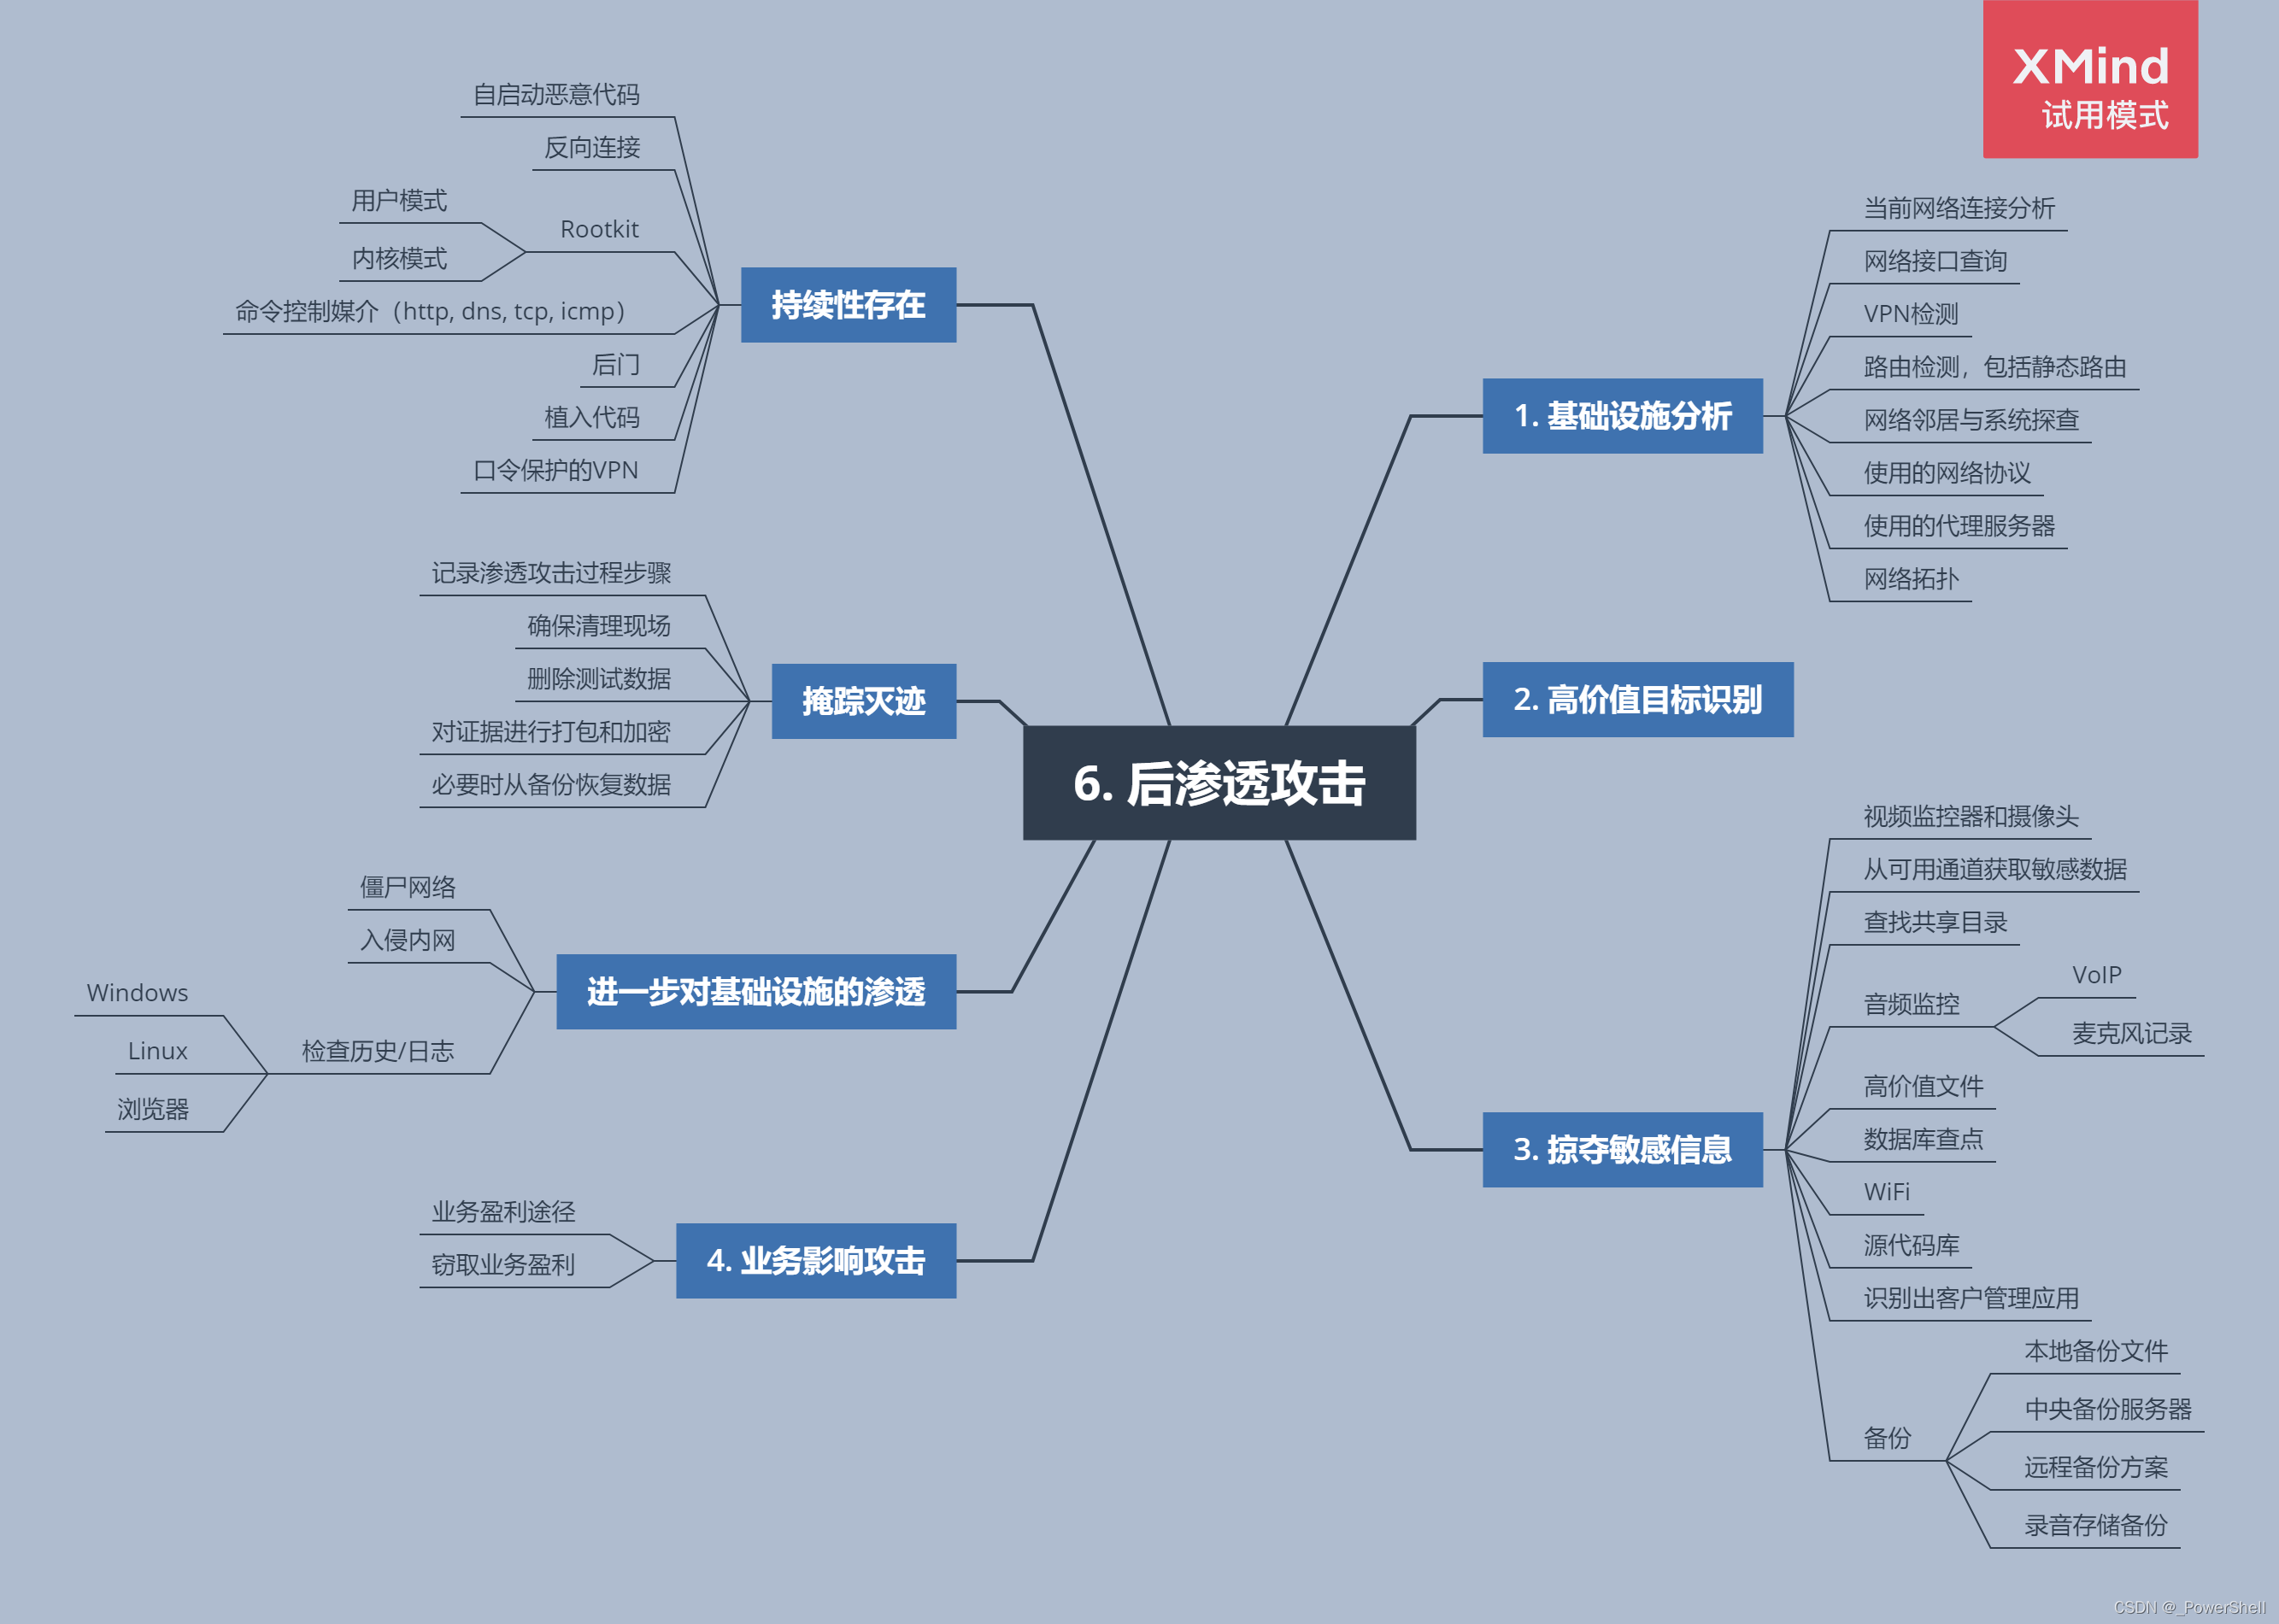 XMind
试用模式
6. 后渗透攻击
1. 基础设施分析
当前网络连接分析
网络接口查询
VPN检测
路由检测，包括静态路由
网络邻居与系统探查
使用的网络协议
使用的代理服务器
网络拓扑
2. 高价值目标识别
3. 掠夺敏感信息
视频监控器和摄像头
从可用通道获取敏感数据
查找共享目录
音频监控
VoIP
麦克风记录
高价值文件
数据库查点
WiFi
源代码库
识别出客户管理应用
备份
本地备份文件
中央备份服务器
远程备份方案
录音存储备份
4. 业务影响攻击
业务盈利途径
窃取业务盈利
进一步对基础设施的渗透
僵尸网络
入侵内网
检查历史/日志
Windows
Linux
浏览器
掩踪灭迹
记录渗透攻击过程步骤
确保清理现场
删除测试数据
对证据进行打包和加密
必要时从备份恢复数据
持续性存在
自启动恶意代码
反向连接
Rootkit
用户模式
内核模式
命令控制媒介（http, dns, tcp, icmp）
后门
植入代码
口令保护的VPN
CSDN @_PowerShell